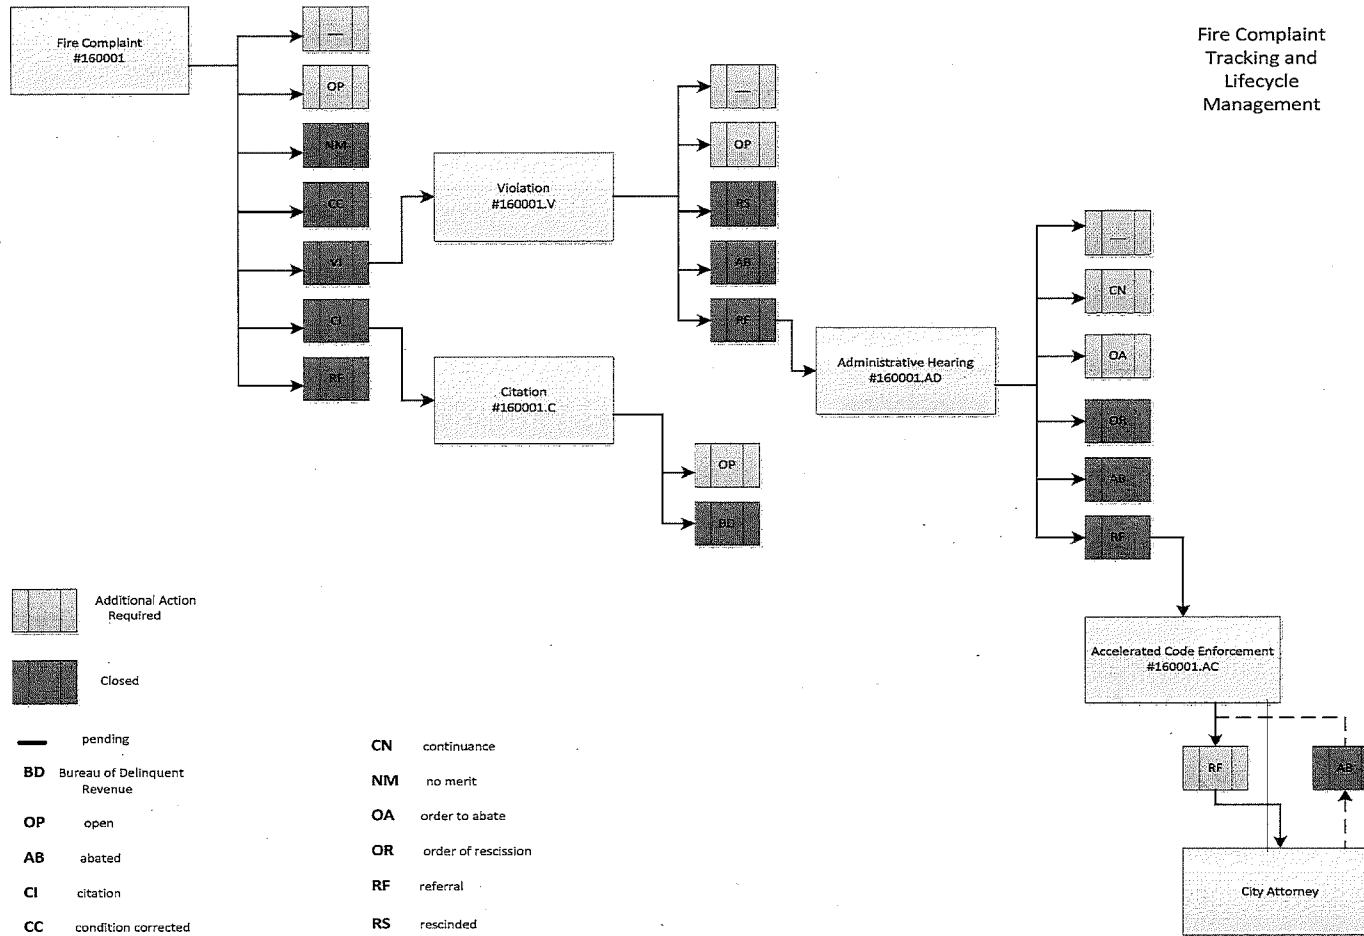 Fire Complaint
Tracking and
Lifecycle
Management
Fire Complaint
#160001
—
OP
NM
CC
VI
CI
RF
Violation
#160001.V
Citation
#160001.C
—
OP
RS
AB
RF
OP
BD
Administrative Hearing
#160001.AD
—
CN
OA
OR
AB
RF
Accelerated Code Enforcement
#160001.AC
RF
AB
City Attorney
Additional Action
Required
Closed
— pending
BD Bureau of Delinquent
Revenue
OP open
AB abated
CI citation
CC condition corrected
CN continuance
NM no merit
OA order to abate
OR order of rescission
RF referral
RS rescinded